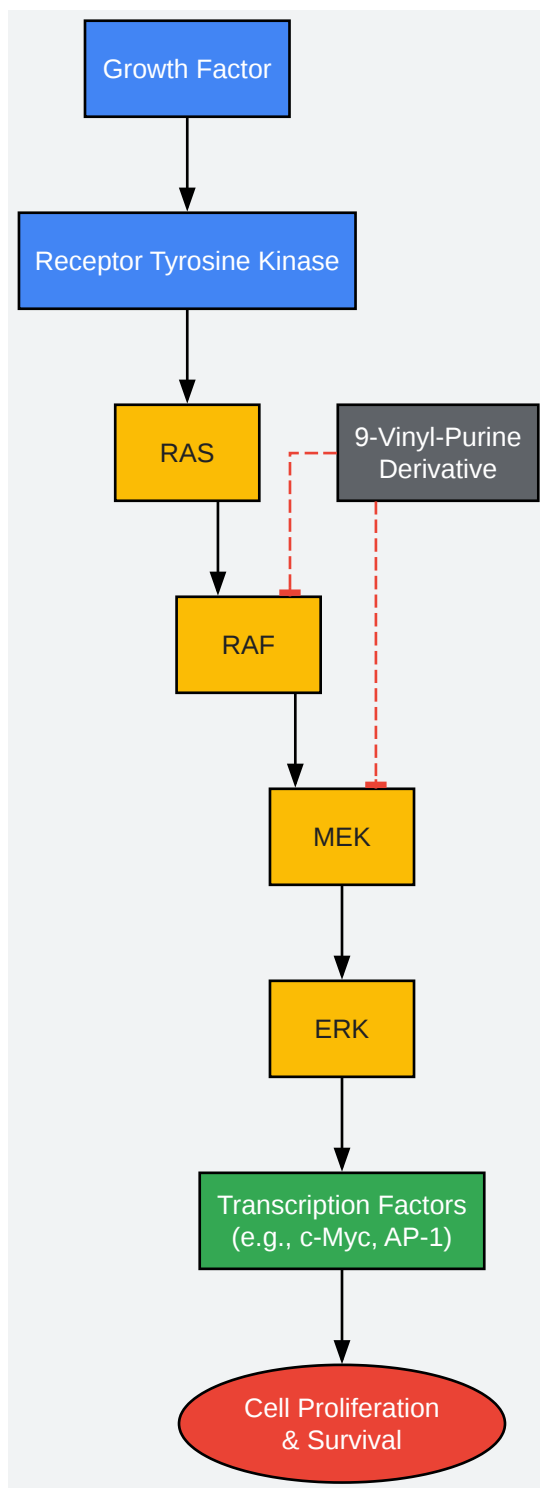 Growth Factor
Receptor Tyrosine Kinase
RAS
9-Vinyl-Purine
Derivative
RAF
MEK
ERK
Transcription Factors
(e.g., c-Myc, AP-1)
Cell Proliferation
& Survival